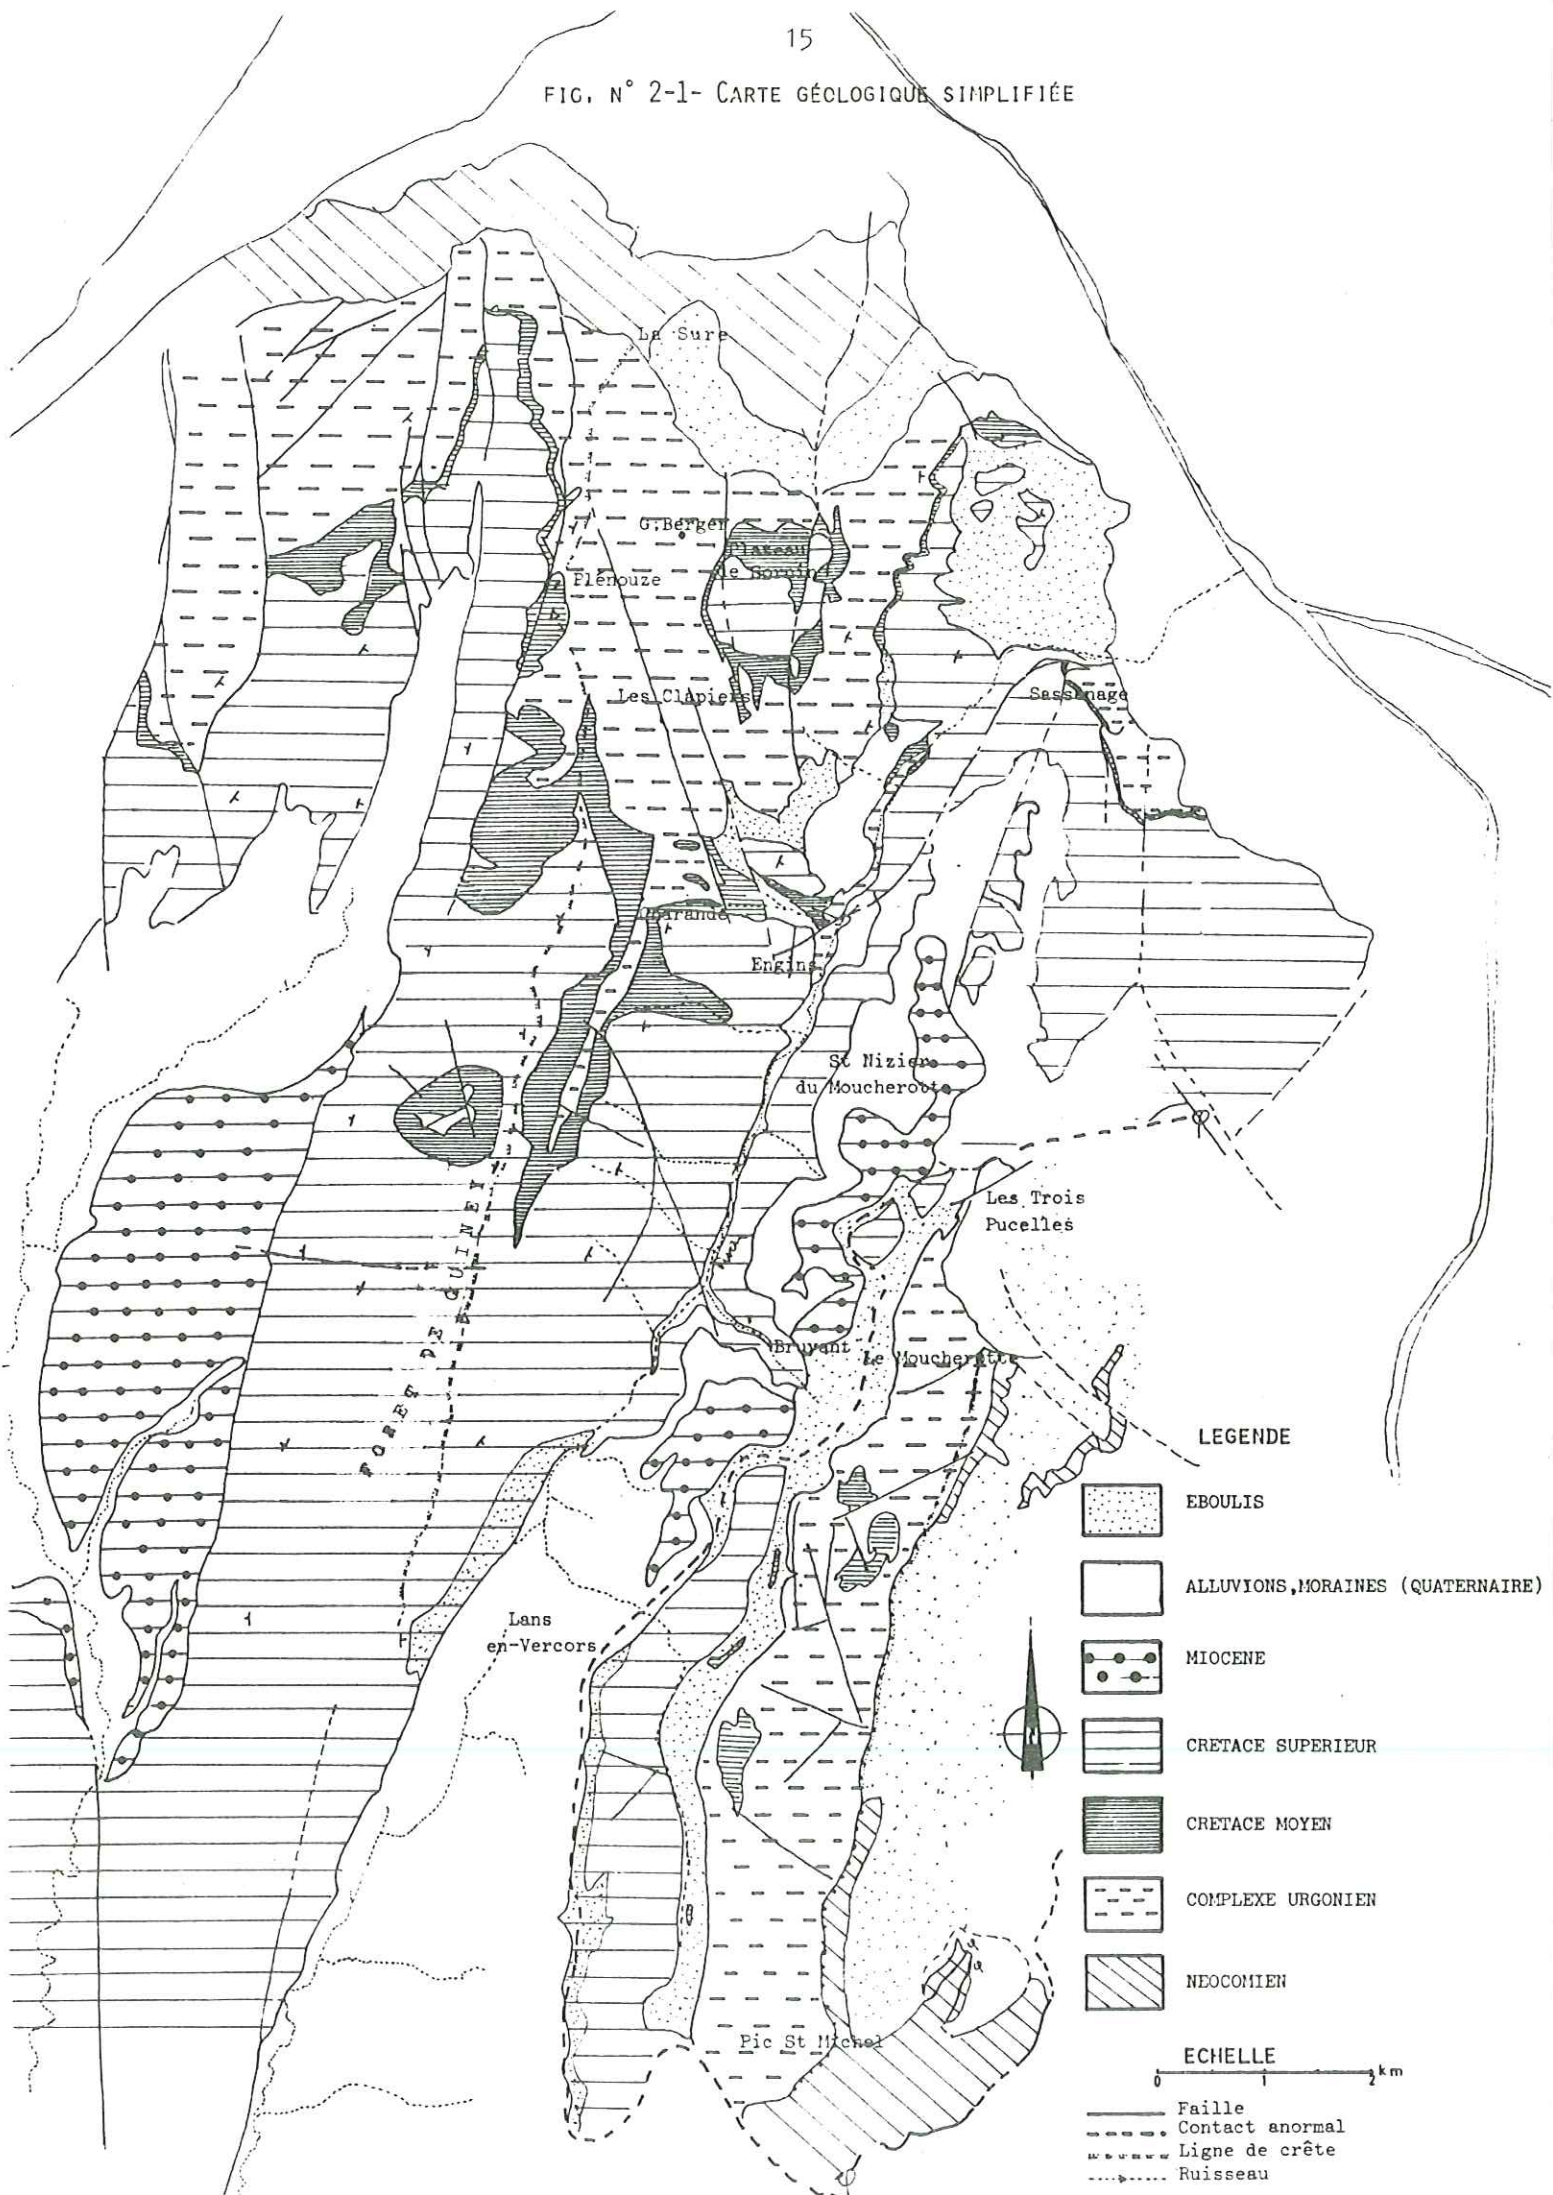 15
FIG. N° 2-1- CARTE GÉOLOGIQUE SIMPLIFIÉE
La Sure
G. Berger
Plateau
de Sornin
Plénouze
Les Clapiers
Sassenage
Charande
Engins
St Nizier
du Moucherotte
Les Trois
Pucelles
FORET DE GUINEY
Bruyant
Le Moucherotte
LEGENDE
EBOULIS
ALLUVIONS,MORAINES (QUATERNAIRE)
Lans
en-Vercors
MIOCENE
CRETACE SUPERIEUR
CRETACE MOYEN
COMPLEXE URGONIEN
NEOCOMIEN
Pic St Michel
ECHELLE
0 1 2 km
Faille
Contact anormal
Ligne de crête
Ruisseau